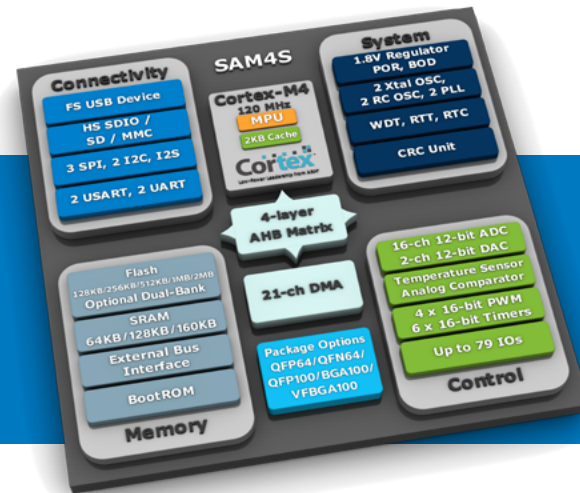 SAM4S
Connectivity
FS USB Device
HS SDIO /
SD / MMC
3 SPI, 2 I2C, I2S
2 USART, 2 UART
Cortex-M4
120 MHz
MPU
2KB Cache
Cortex
Low-Power Leadership from ARM
System
1.8V Regulator
POR, BOD
2 Xtal OSC,
2 RC OSC, 2 PLL
WDT, RTT, RTC
CRC Unit
4-layer
AHB Matrix
21-ch DMA
Package Options
QFP64/QFN64/
QFP100/BGA100/
VFBGA100
Flash
128KB/256KB/512KB/1MB/2MB
Optional Dual-Bank
SRAM
64KB/128KB/160KB
External Bus
Interface
BootROM
Memory
16-ch 12-bit ADC
2-ch 12-bit DAC
Temperature Sensor
Analog Comparator
4 x 16-bit PWM
6 x 16-bit Timers
Up to 79 IOs
Control